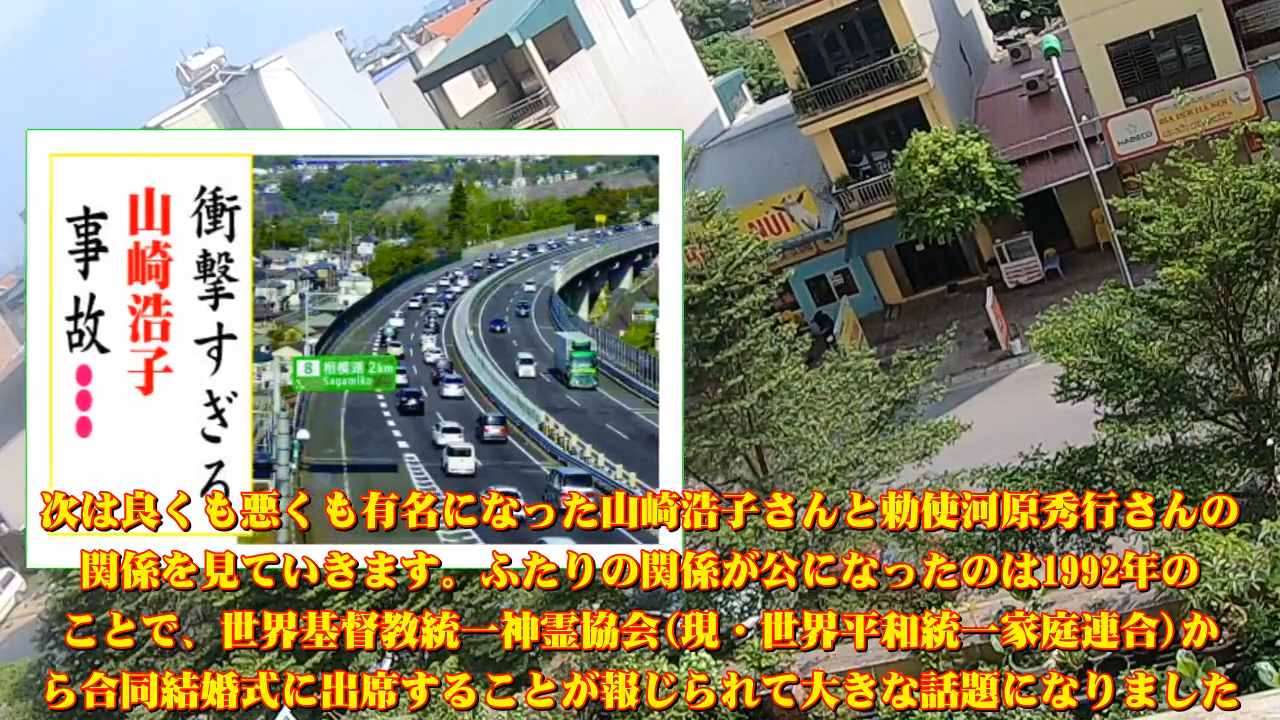 衝撃すぎる
山崎浩子
事故●●●
8 相模湖 2km
Sagamiko
NÚI
HABECO
BIA HƠI HÀ NỘI
次は良くも悪くも有名になった山崎浩子さんと勅使河原秀行さんの
関係を見ていきます。ふたりの関係が公になったのは1992年の
ことで、世界基督教統一神霊協会(現・世界平和統一家庭連合)か
ら合同結婚式に出席することが報じられて大きな話題になりました